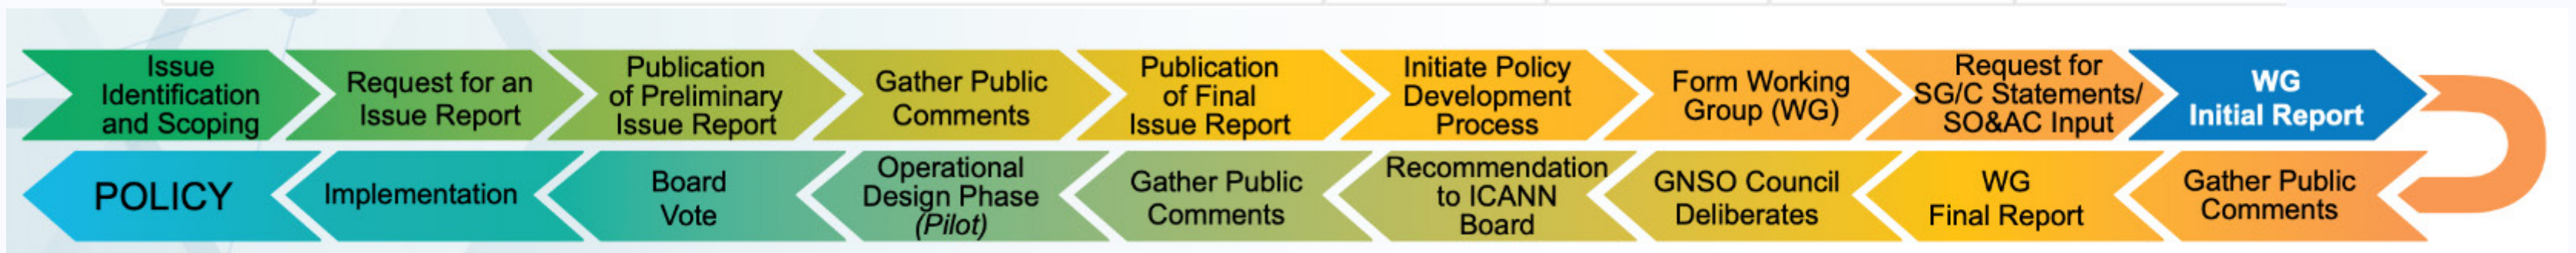 Issue
Identification
and Scoping
Request for an
Issue Report
Publication
of Preliminary
Issue Report
Gather Public
Comments
Publication
of Final
Issue Report
Initiate Policy
Development
Process
Form Working
Group (WG)
Request for
SG/C Statements/
SO&AC Input
WG
Initial Report
Gather Public
Comments
WG
Final Report
GNSO Council
Deliberates
Recommendation
to ICANN
Board
Gather Public
Comments
Operational
Design Phase
(Pilot)
Board
Vote
Implementation
POLICY